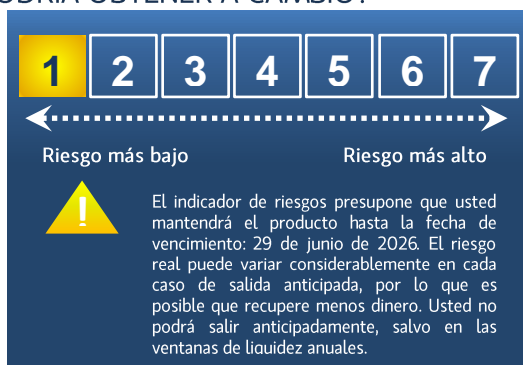 ODRÍA OBTENER A CAMBIO?
1 2 3 4 5 6 7
Riesgo más bajo Riesgo más alto
!
El indicador de riesgos presupone que usted
mantendrá el producto hasta la fecha de
vencimiento: 29 de junio de 2026. El riesgo
real puede variar considerablemente en cada
caso de salida anticipada, por lo que es
posible que recupere menos dinero. Usted no
podrá salir anticipadamente, salvo en las
ventanas de liquidez anuales.